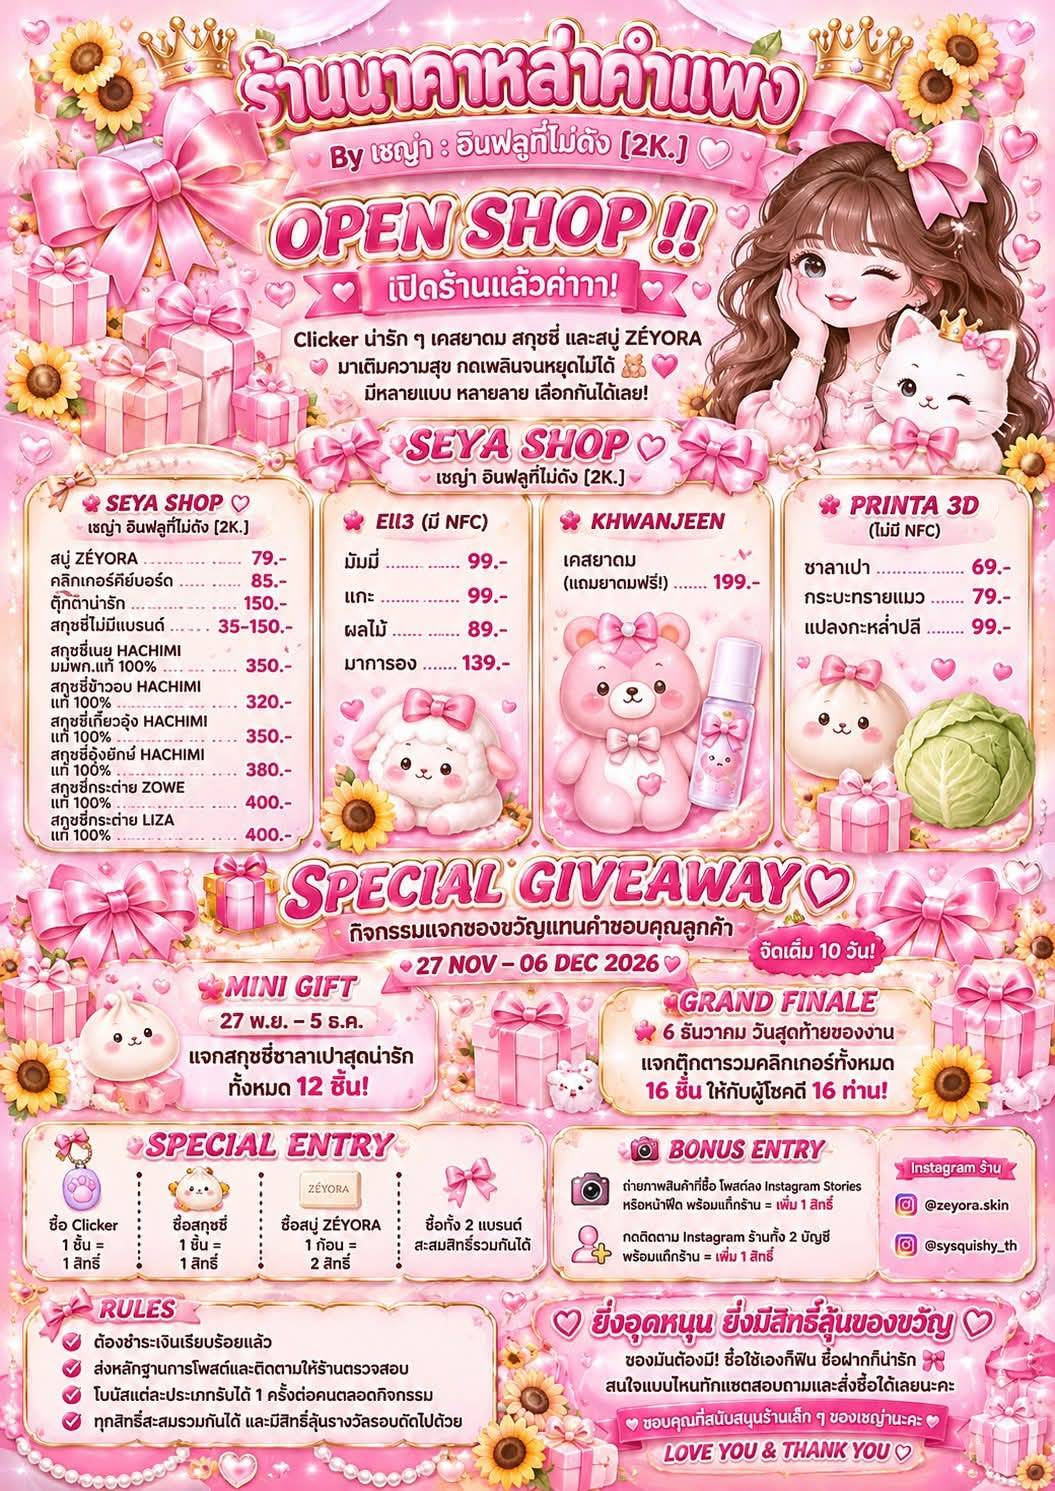 ร้านนาคาหล่าคำแพง
By เชญ่า : อินฟลูที่ไม่ดัง [2K.]
OPEN SHOP !!
เปิดร้านแล้วค่าาา!
Clicker น่ารัก ๆ เคสยาดม สกุชชี่ และสบู่ ZÉYORA
มาเติมความสุข กดเพลินจนหยุดไม่ได้
มีหลายแบบ หลายลาย เลือกกันได้เลย!
SEYA SHOP
เชญ่า อินฟลูที่ไม่ดัง [2K.]
SEYA SHOP
เชญ่า อินฟลูที่ไม่ดัง [2K.]
สบู่ ZÉYORA ........ 79.-
คลิกเกอร์คีย์บอร์ด ...... 85.-
ตุ๊กตาน่ารัก ........ 150.-
สกุชชี่ไม่มีแบรนด์ .... 35-150.-
สกุชชี่เนย HACHIMI
มมพก.แท้ 100% ........ 350.-
สกุชชี่ข้าวอบ HACHIMI
แท้ 100% ........ 320.-
สกุชชี่เกี๊ยวอุ้ง HACHIMI
แท้ 100% ........ 350.-
สกุชชี่อุ้งยักษ์ HACHIMI
แท้ 100% ........ 380.-
สกุชชี่กระต่าย ZOWE
แท้ 100% ........ 400.-
สกุชชี่กระต่าย LIZA
แท้ 100% ........ 400.-
Ell3 (มี NFC)
มัมมี่ ........ 99.-
แกะ ........ 99.-
ผลไม้ ........ 89.-
มาการอง ...... 139.-
KHWANJEEN
เคสยาดม
(แถมยาดมฟรี!) ...... 199.-
PRINTA 3D
(ไม่มี NFC)
ซาลาเปา ........ 69.-
กระบะทรายแมว ...... 79.-
แปลงกะหล่ำปลี ....... 99.-
SPECIAL GIVEAWAY
กิจกรรมแจกของขวัญแทนคำขอบคุณลูกค้า
27 NOV – 06 DEC 2026
จัดเต็ม 10 วัน!
MINI GIFT
27 พ.ย. – 5 ธ.ค.
แจกสกุชชี่ซาลาเปาสุดน่ารัก
ทั้งหมด 12 ชิ้น!
GRAND FINALE
6 ธันวาคม วันสุดท้ายของงาน
แจกตุ๊กตารวมคลิกเกอร์ทั้งหมด
16 ชิ้น ให้กับผู้โชคดี 16 ท่าน!
SPECIAL ENTRY
ซื้อ Clicker
1 ชิ้น =
1 สิทธิ์
ซื้อสกุชชี่
1 ชิ้น =
1 สิทธิ์
ZÉYORA
ซื้อสบู่ ZÉYORA
1 ก้อน =
2 สิทธิ์
ซื้อทั้ง 2 แบรนด์
สะสมสิทธิ์รวมกันได้
BONUS ENTRY
ถ่ายภาพสินค้าที่ซื้อ โพสต์ลง Instagram Stories
หรือหน้าฟีด พร้อมแท็กร้าน = เพิ่ม 1 สิทธิ์
กดติดตาม Instagram ร้านทั้ง 2 บัญชี
พร้อมแท็กร้าน = เพิ่ม 1 สิทธิ์
Instagram ร้าน
@zeyora.skin
@sysquishy_th
RULES
ต้องชำระเงินเรียบร้อยแล้ว
ส่งหลักฐานการโพสต์และติดตามให้ร้านตรวจสอบ
โบนัสแต่ละประเภทรับได้ 1 ครั้งต่อคนตลอดกิจกรรม
ทุกสิทธิ์สะสมรวมกันได้ และมีสิทธิ์ลุ้นรางวัลรอบถัดไปด้วย
ยิ่งอุดหนุน ยิ่งมีสิทธิ์ลุ้นของขวัญ
ของมันต้องมี! ซื้อใช้เองก็ฟิน ซื้อฝากก็น่ารัก
สนใจแบบไหนทักแชตสอบถามและสั่งซื้อได้เลยนะคะ
ขอบคุณที่สนับสนุนร้านเล็ก ๆ ของเชญ่านะคะ
LOVE YOU & THANK YOU